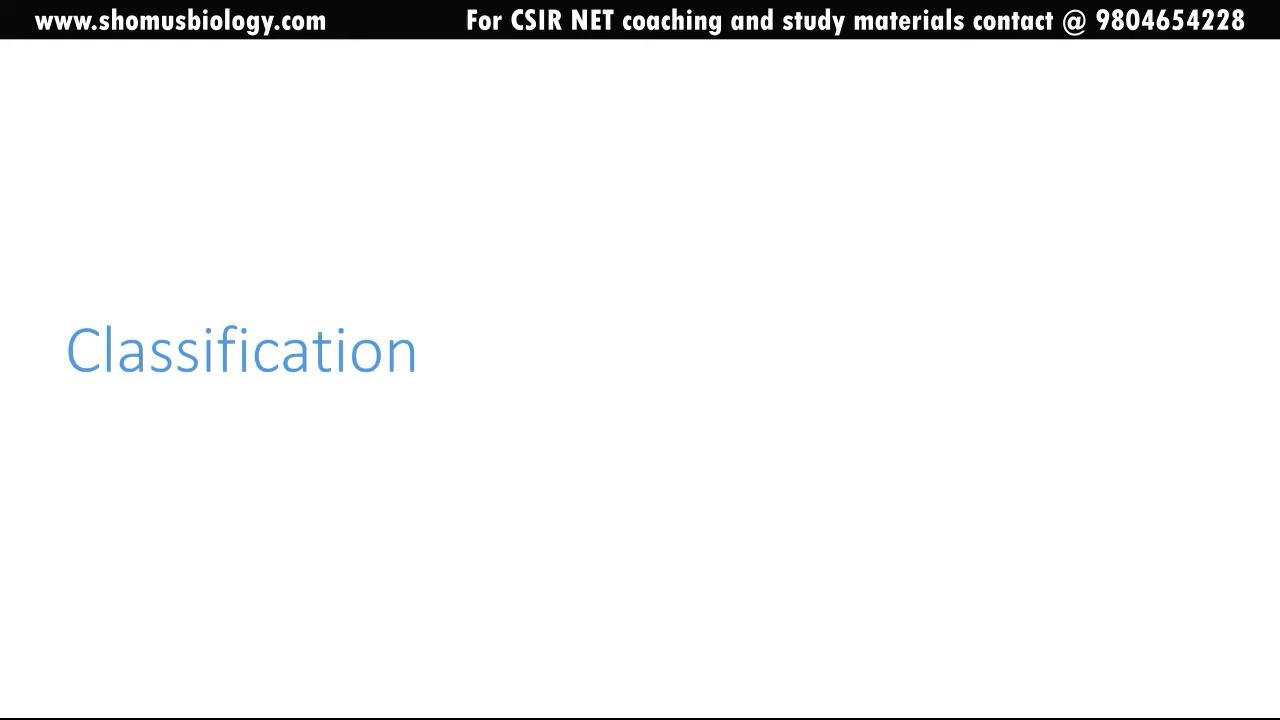 www.shomusbiology.com
For CSIR NET coaching and study materials contact @ 9804654228
Classification